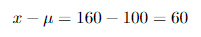 x − μ = 160 − 100 = 60